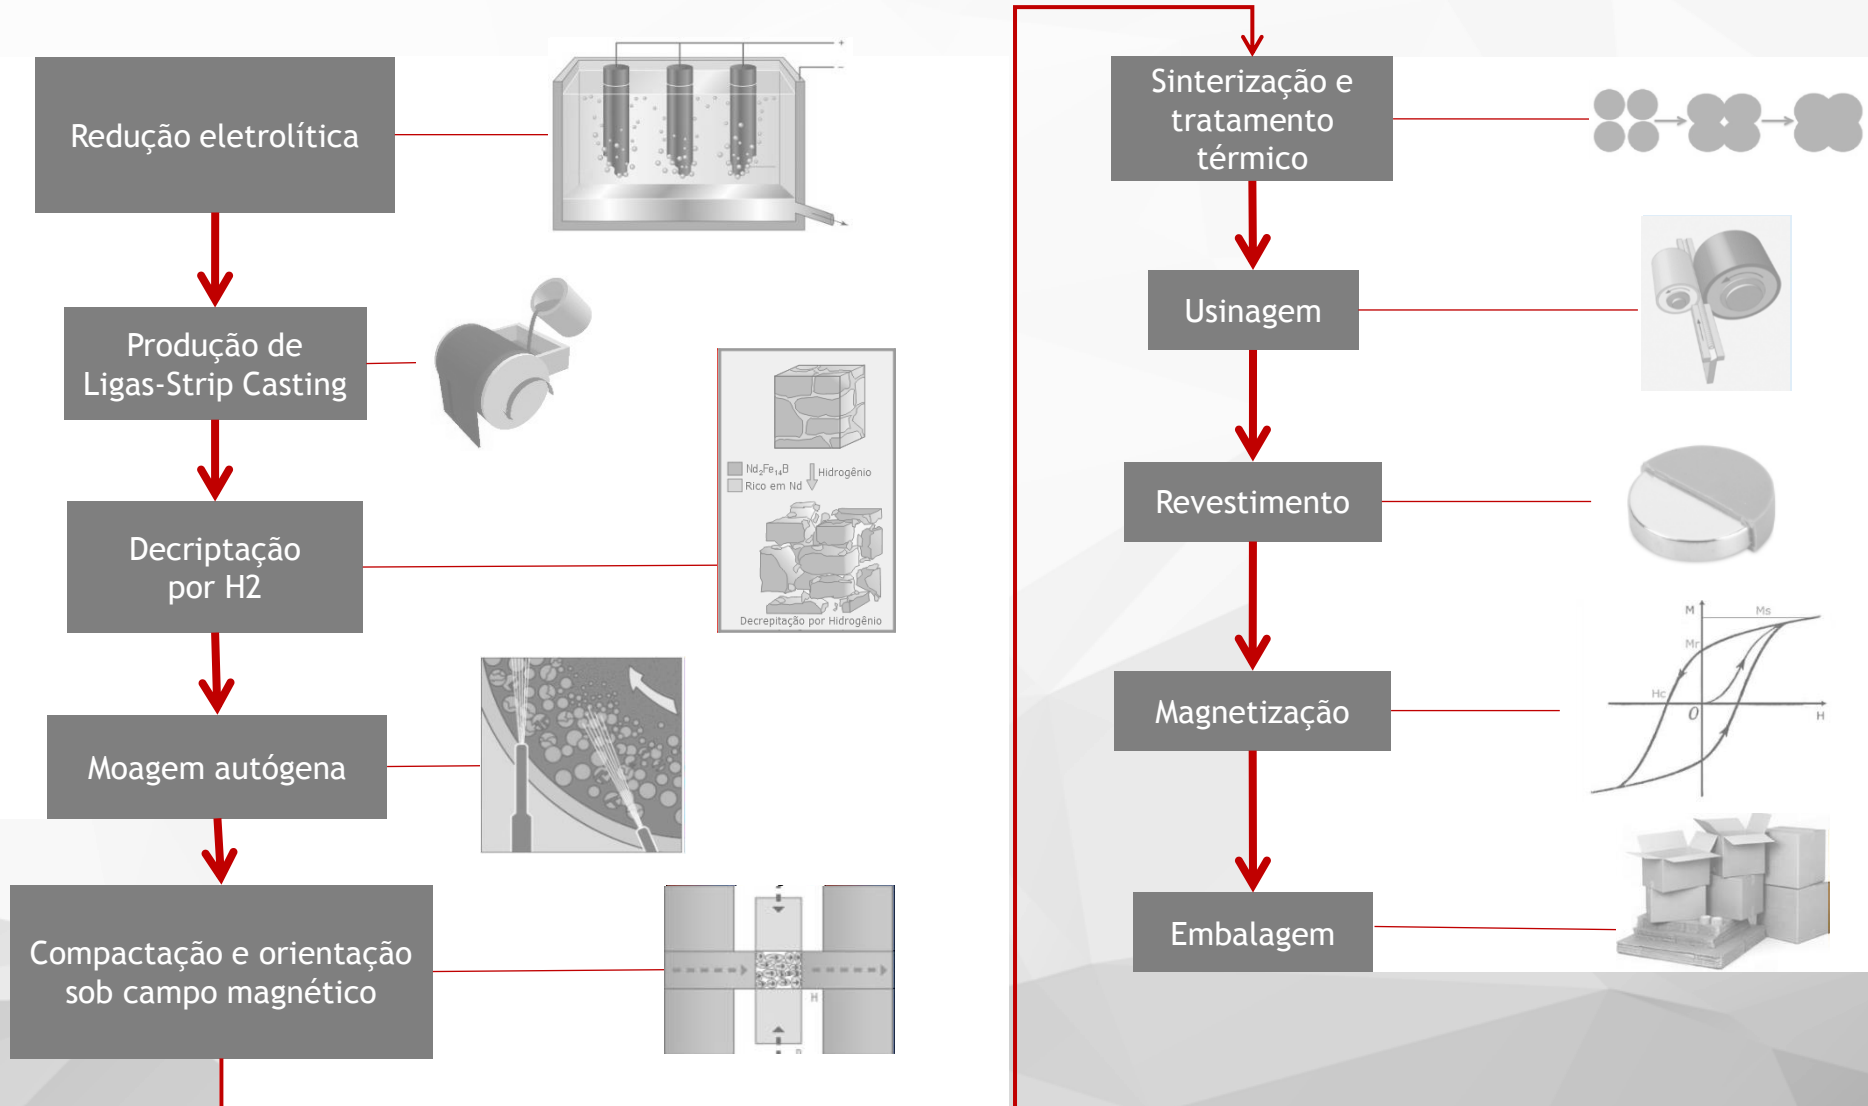 Redução eletrolítica
+
−
Produção de
Ligas-Strip Casting
Decriptação
por H2
Nd₂Fe₁₄B
Rico em Nd
Hidrogênio
Decrepitação por Hidrogênio
Moagem autógena
Compactação e orientação
sob campo magnético
H
Sinterização e
tratamento
térmico
Usinagem
Revestimento
Magnetização
M
Ms
Mr
Hc
O
H
Embalagem